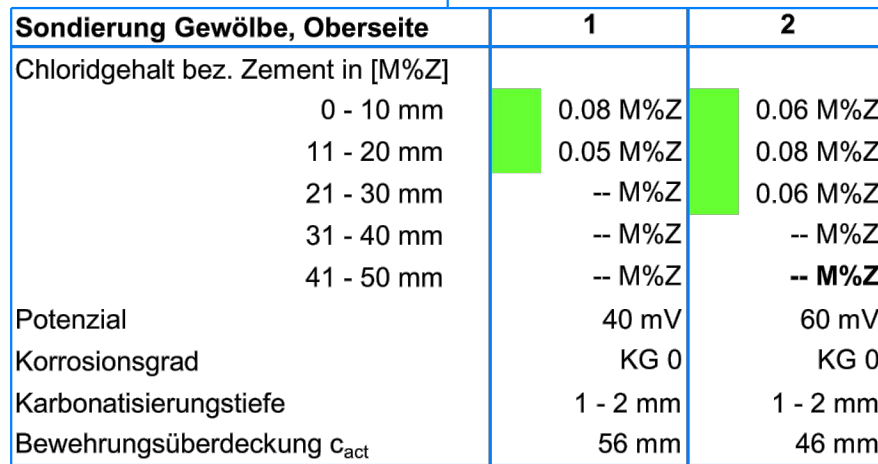 Sondierung Gewölbe, Oberseite 1 2
Chloridgehalt bez. Zement in [M%Z]
0 - 10 mm 0.08 M%Z 0.06 M%Z
11 - 20 mm 0.05 M%Z 0.08 M%Z
21 - 30 mm -- M%Z 0.06 M%Z
31 - 40 mm -- M%Z -- M%Z
41 - 50 mm -- M%Z -- M%Z
Potenzial 40 mV 60 mV
Korrosionsgrad KG 0 KG 0
Karbonatisierungstiefe 1 - 2 mm 1 - 2 mm
Bewehrungsüberdeckung cact 56 mm 46 mm